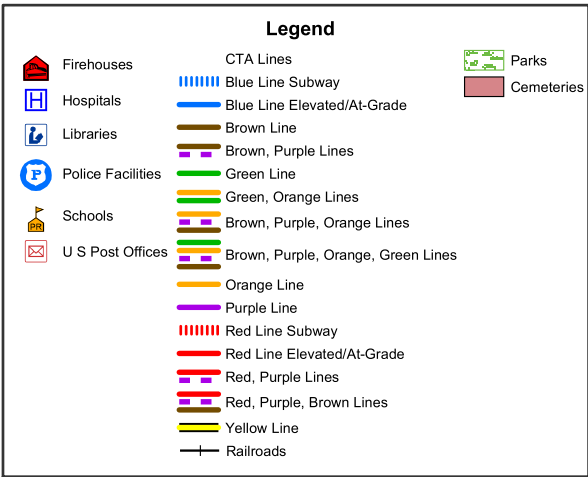 Legend
Firehouses
Hospitals
H
Libraries
Police Facilities
P
Schools
PR
U S Post Offices
CTA Lines
Blue Line Subway
Blue Line Elevated/At-Grade
Brown Line
Brown, Purple Lines
Green Line
Green, Orange Lines
Brown, Purple, Orange Lines
Brown, Purple, Orange, Green Lines
Orange Line
Purple Line
Red Line Subway
Red Line Elevated/At-Grade
Red, Purple Lines
Red, Purple, Brown Lines
Yellow Line
Railroads
Parks
Cemeteries